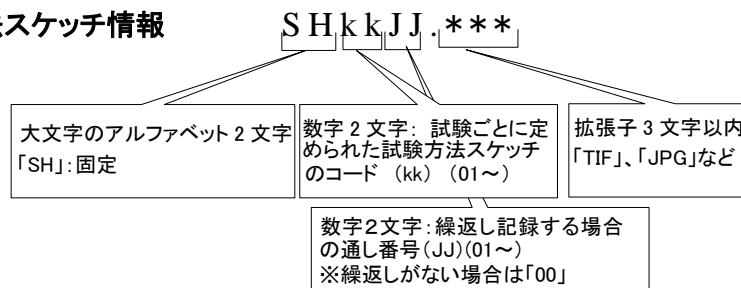 スケッチ情報
SHkkJJ.***
大文字のアルファベット2文字
「SH」:固定
数字2文字: 試験ごとに定
められた試験方法スケッチ
のコード (kk) (01～)
拡張子3文字以内
「TIF」、「JPG」など
数字2文字:繰返し記録する場合
の通し番号(JJ)(01～)
※繰返しがない場合は「00」